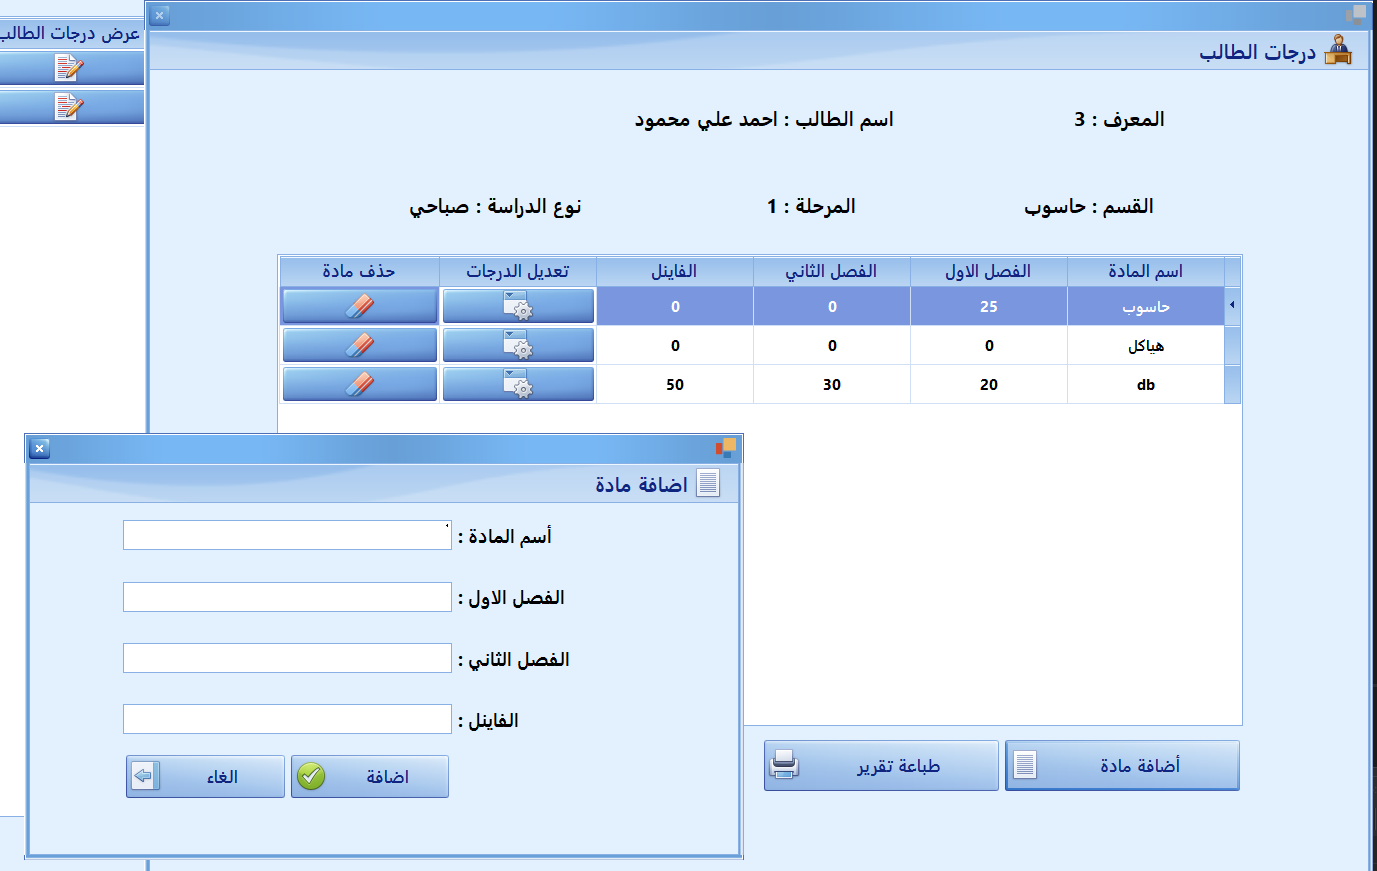 عرض درجات الطالب
درجات الطالب
المعرف : 3
اسم الطالب : احمد علي محمود
القسم : حاسوب
المرحلة : 1
نوع الدراسة : صباحي
اسم المادة الفصل الاول الفصل الثاني الفاينل تعديل الدرجات حذف مادة
حاسوب 25 0 0
هياكل 0 0 0
db 20 30 50
أضافة مادة
طباعة تقرير
اضافة مادة
أسم المادة :
الفصل الاول :
الفصل الثاني :
الفاينل :
اضافة
الغاء